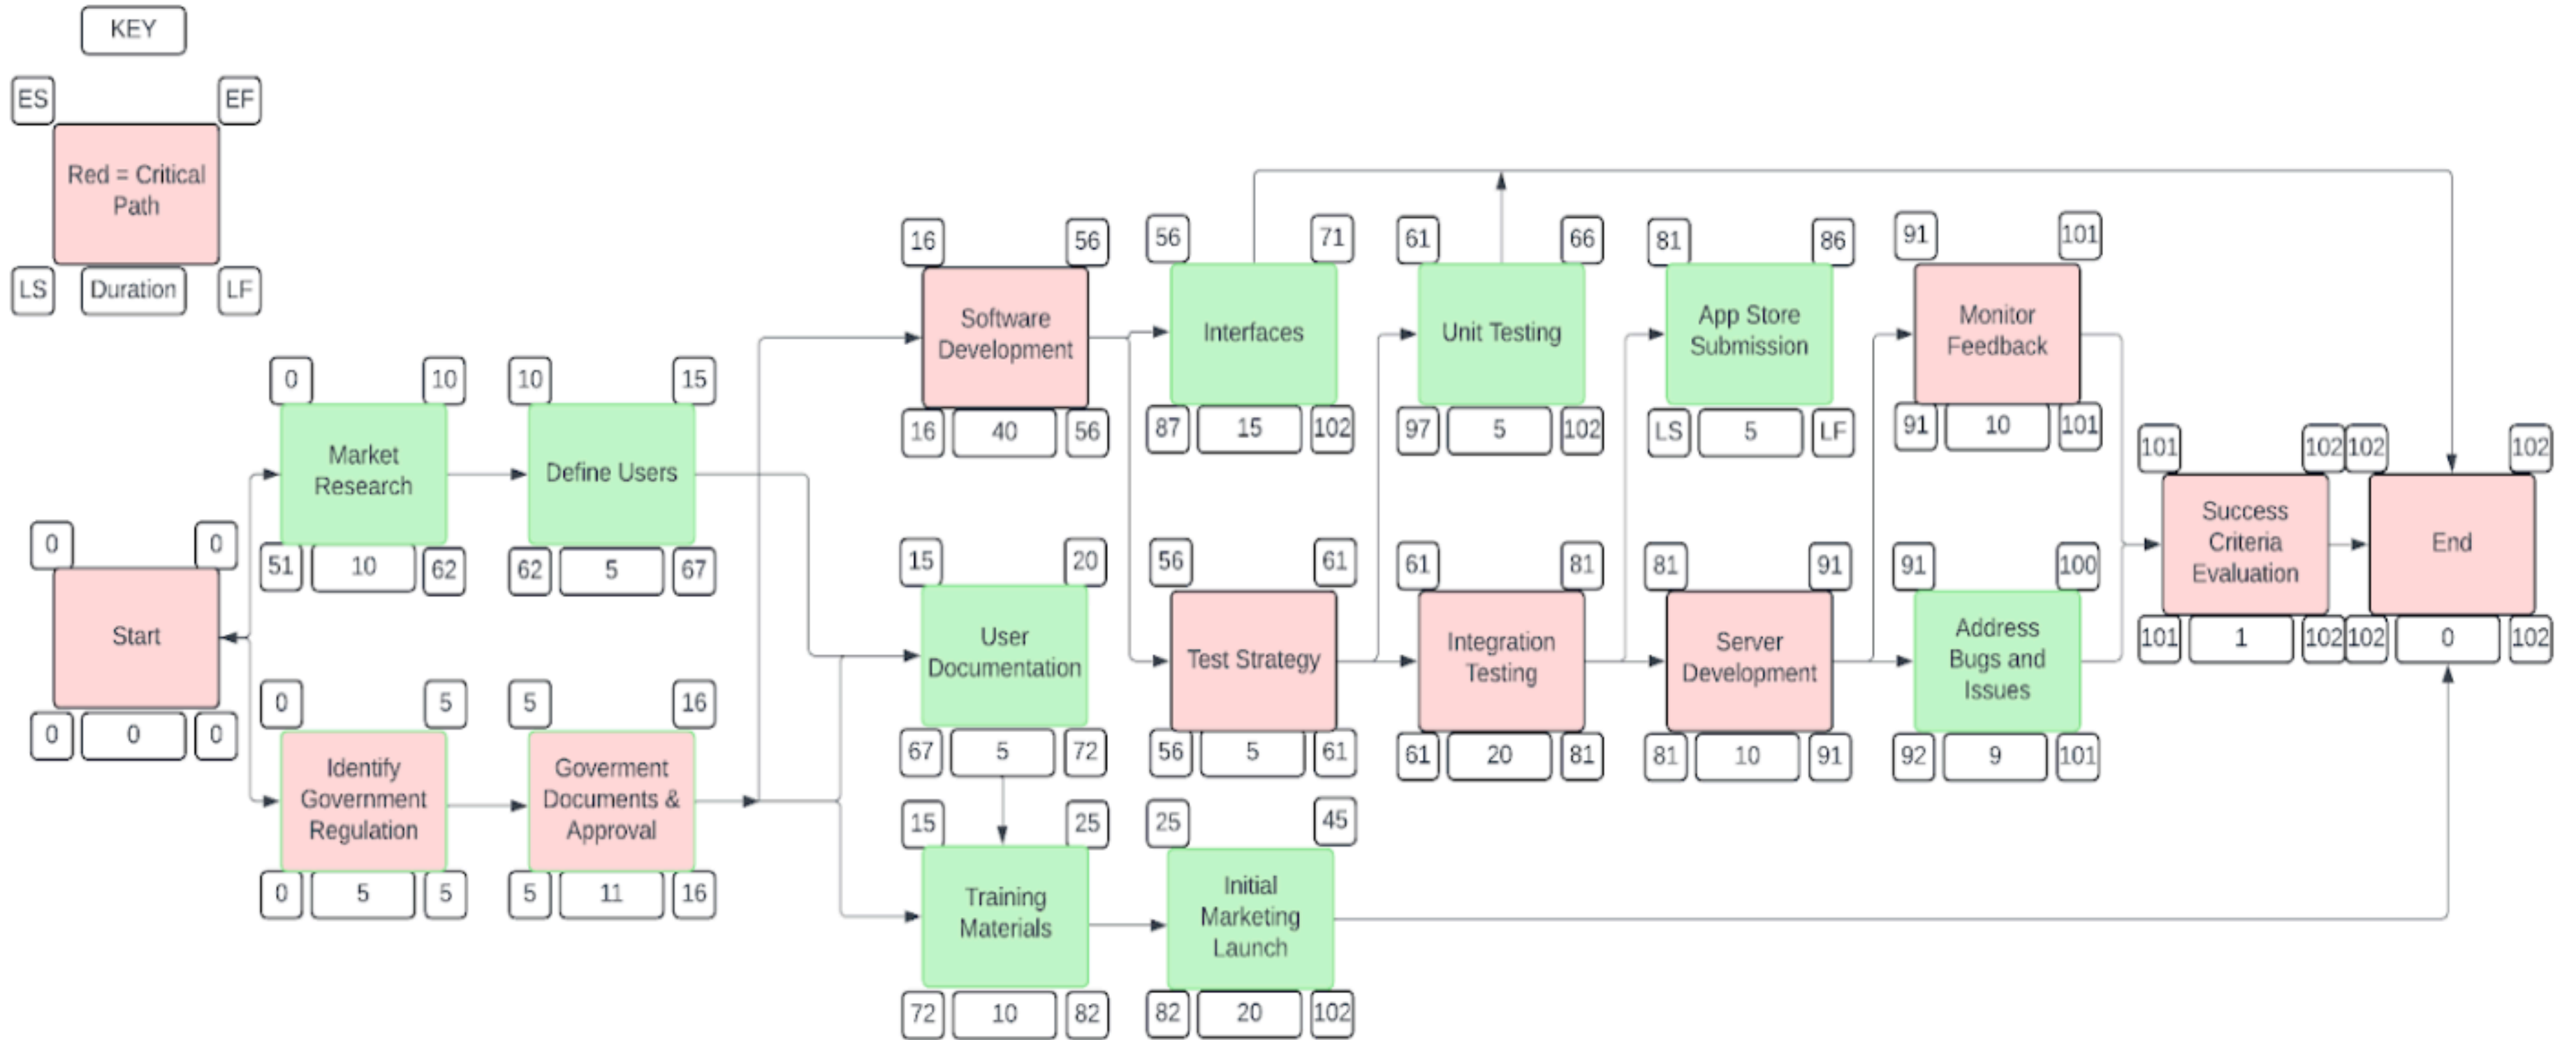 KEY
ES
EF
Red = Critical
Path
LS
Duration
LF
0
0
Start
0
0
0
0
10
Market
Research
51
10
62
10
15
Define Users
62
5
67
0
5
Identify
Government
Regulation
0
5
5
5
16
Goverment
Documents &
Approval
5
11
16
16
56
Software
Development
16
40
56
15
20
User
Documentation
67
5
72
15
25
Training
Materials
72
10
82
56
71
Interfaces
87
15
102
56
61
Test Strategy
56
5
61
25
45
Initial
Marketing
Launch
82
20
102
61
66
Unit Testing
97
5
102
61
81
Integration
Testing
61
20
81
81
86
App Store
Submission
LS
5
LF
81
91
Server
Development
81
10
91
91
101
Monitor
Feedback
91
10
101
91
100
Address
Bugs and
Issues
92
9
101
101
102
Success
Criteria
Evaluation
101
1
102
102
102
End
102
0
102